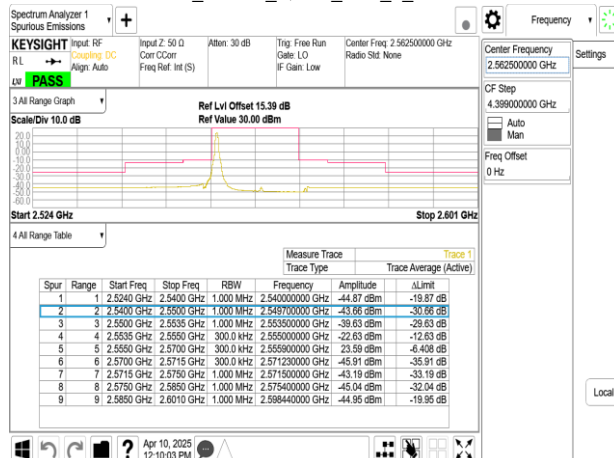 Spectrum Analyzer 1
Spurious Emissions
Frequency
Settings
KEYSIGHT
Input: RF
Coupling: DC
Align: Auto
Input Z: 50 Ω
Corr CCorr
Freq Ref: Int (S)
Atten: 30 dB
Trig: Free Run
Gate: LO
IF Gain: Low
Center Freq: 2.562500000 GHz
Radio Std: None
RL
LXI
PASS
Center Frequency
2.562500000 GHz
CF Step
4.399000000 GHz
Auto
Man
Freq Offset
0 Hz
3 All Range Graph
Scale/Div 10.0 dB
Ref Lvl Offset 15.39 dB
Ref Value 30.00 dBm
20.0
10.0
0.00
-10.0
-20.0
-30.0
-40.0
-50.0
-60.0
Start 2.524 GHz
Stop 2.601 GHz
4 All Range Table
Measure Trace Trace 1
Trace Type Trace Average (Active)
Spur Range Start Freq Stop Freq RBW Frequency Amplitude ΔLimit
1 1 2.5240 GHz 2.5400 GHz 1.000 MHz 2.540000000 GHz -44.87 dBm -19.87 dB
2 2 2.5400 GHz 2.5500 GHz 1.000 MHz 2.549700000 GHz -43.66 dBm -30.66 dB
3 3 2.5500 GHz 2.5535 GHz 1.000 MHz 2.553500000 GHz -39.63 dBm -29.63 dB
4 4 2.5535 GHz 2.5550 GHz 300.0 kHz 2.555000000 GHz -22.63 dBm -12.63 dB
5 5 2.5550 GHz 2.5700 GHz 300.0 kHz 2.555900000 GHz 23.59 dBm -6.408 dB
6 6 2.5700 GHz 2.5715 GHz 300.0 kHz 2.571230000 GHz -45.91 dBm -35.91 dB
7 7 2.5715 GHz 2.5750 GHz 1.000 MHz 2.571500000 GHz -43.19 dBm -33.19 dB
8 8 2.5750 GHz 2.5850 GHz 1.000 MHz 2.575400000 GHz -45.04 dBm -32.04 dB
9 9 2.5850 GHz 2.6010 GHz 1.000 MHz 2.598440000 GHz -44.95 dBm -19.95 dB
Local
?
Apr 10, 2025
12:10:03 PM